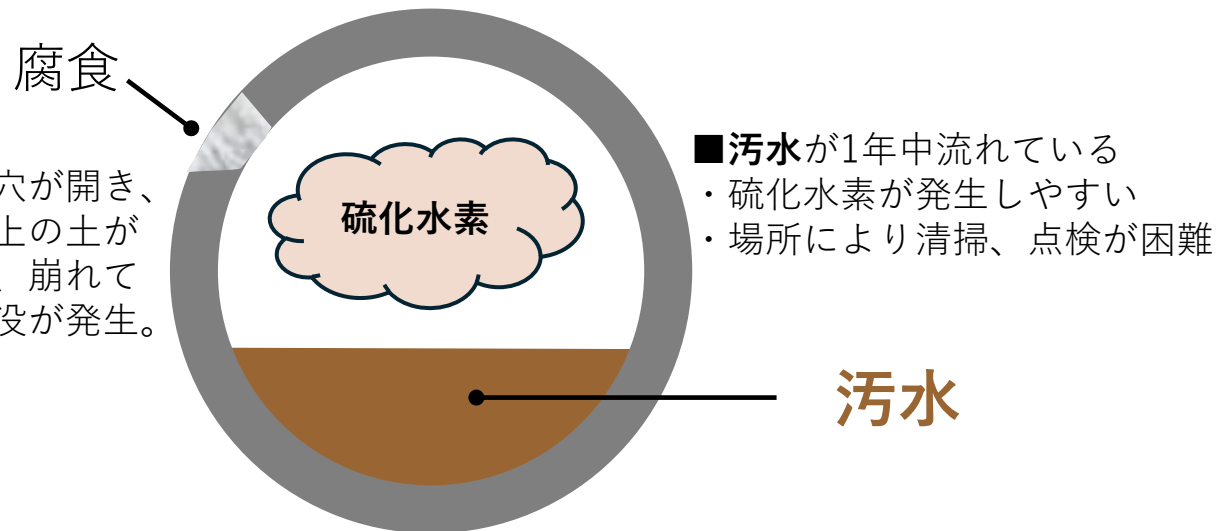 腐食
穴が開き、
上の土が
、崩れて
没が発生。
硫化水素
■汚水が1年中流れている
・硫化水素が発生しやすい
・場所により清掃、点検が困難
汚水